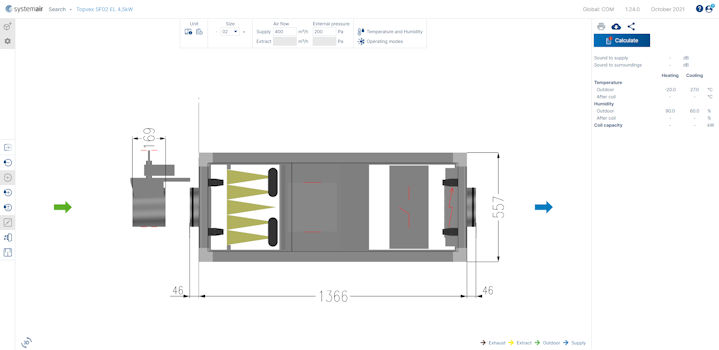 systemair
Search - Topvex SF02 EL 4,5kW
Global: COM
1.24.0
October 2021
Unit
Size
Air flow
External pressure
- 02 +
Supply 400 m³/h 200 Pa
Extract m³/h Pa
Temperature and Humidity
Operating modes
Calculate
Sound to supply - dB
Sound to surroundings - dB
Heating Cooling
Temperature
Outdoor -20.0 27.0 °C
After coil - - °C
Humidity
Outdoor 90.0 60.0 %
After coil - - %
Coil capacity - - kW
169
557
46
1366
46
Exhaust
Extract
Outdoor
Supply